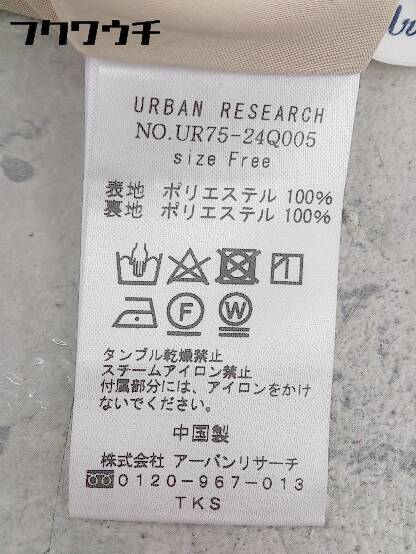 フクワウチ
URBAN RESEARCH
NO.UR75-24Q005
size Free
表地 ポリエステル 100%
裏地 ポリエステル 100%
F W
タンブル乾燥禁止
スチームアイロン禁止
付属部分には、アイロンをかけ
ないでください。
中国製
株式会社 アーバンリサーチ
0120-967-013
TKS